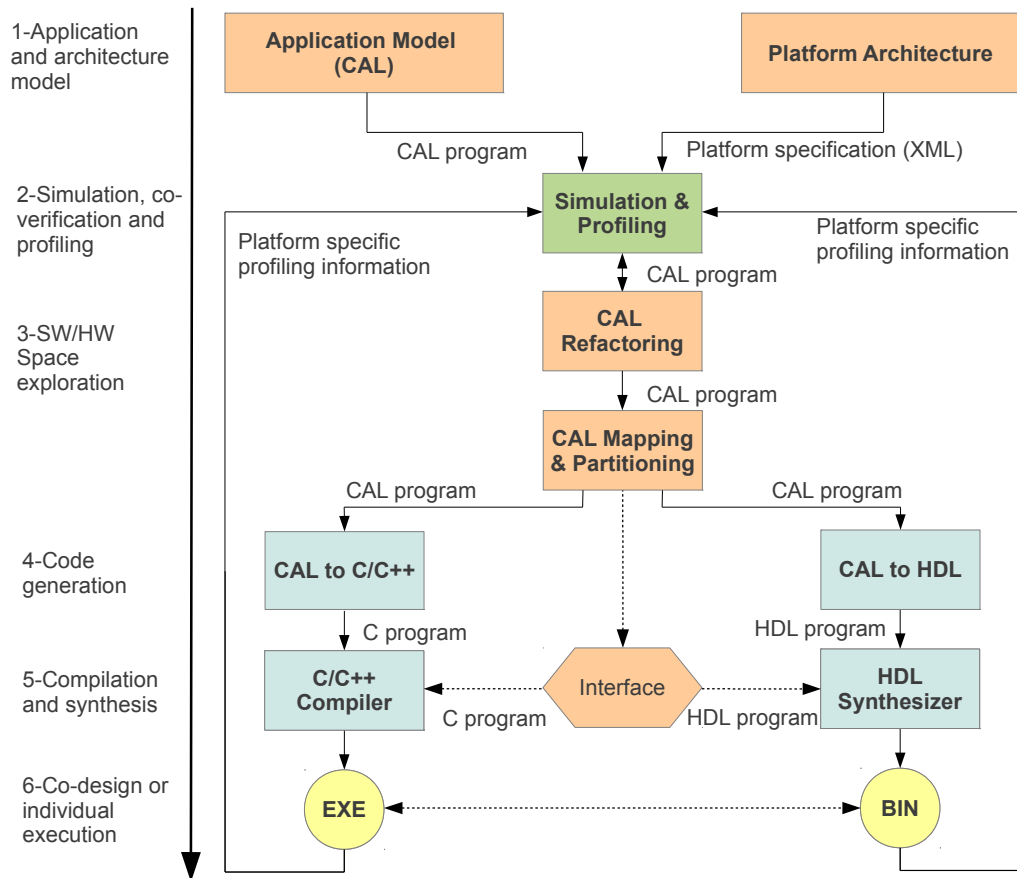 1-Application
and architecture
model
Application Model
(CAL)
Platform Architecture
CAL program
Platform specification (XML)
2-Simulation, co-
verification and
profiling
Simulation &
Profiling
Platform specific
profiling information
Platform specific
profiling information
CAL program
3-SW/HW
Space
exploration
CAL
Refactoring
CAL program
CAL Mapping
& Partitioning
CAL program
CAL program
4-Code
generation
CAL to C/C++
CAL to HDL
C program
HDL program
5-Compilation
and synthesis
C/C++
Compiler
Interface
HDL
Synthesizer
C program
HDL program
6-Co-design or
individual
execution
EXE
BIN